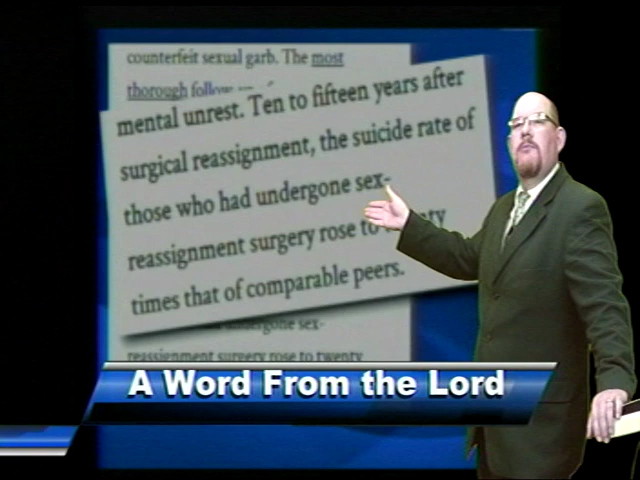 counterfeit sexual garb. The most
thorough follow
mental unrest. Ten to fifteen years after
surgical reassignment, the suicide rate of
those who had undergone sex-
reassignment surgery rose to twenty
times that of comparable peers.
undergone sex-
reassignment surgery rose to twenty
A Word From the Lord